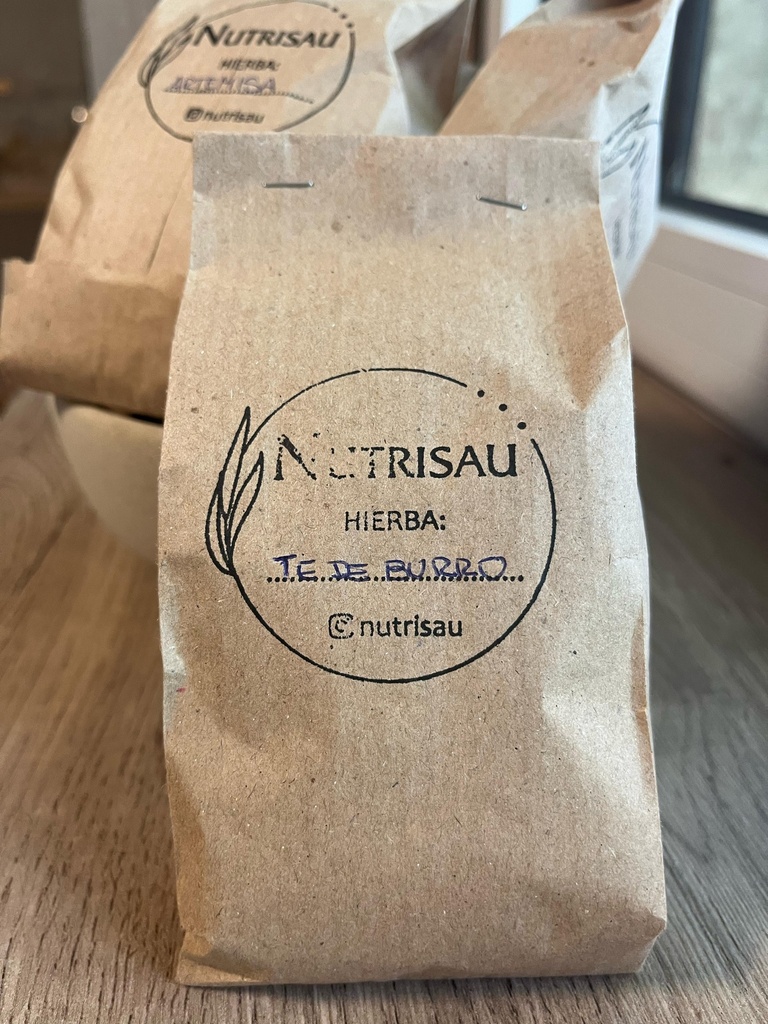 NUTRISAU
HIERBA:
ARTEMISA
@nutrisau
NUTRISAU
HIERBA:
TE DE BURRO
@nutrisau